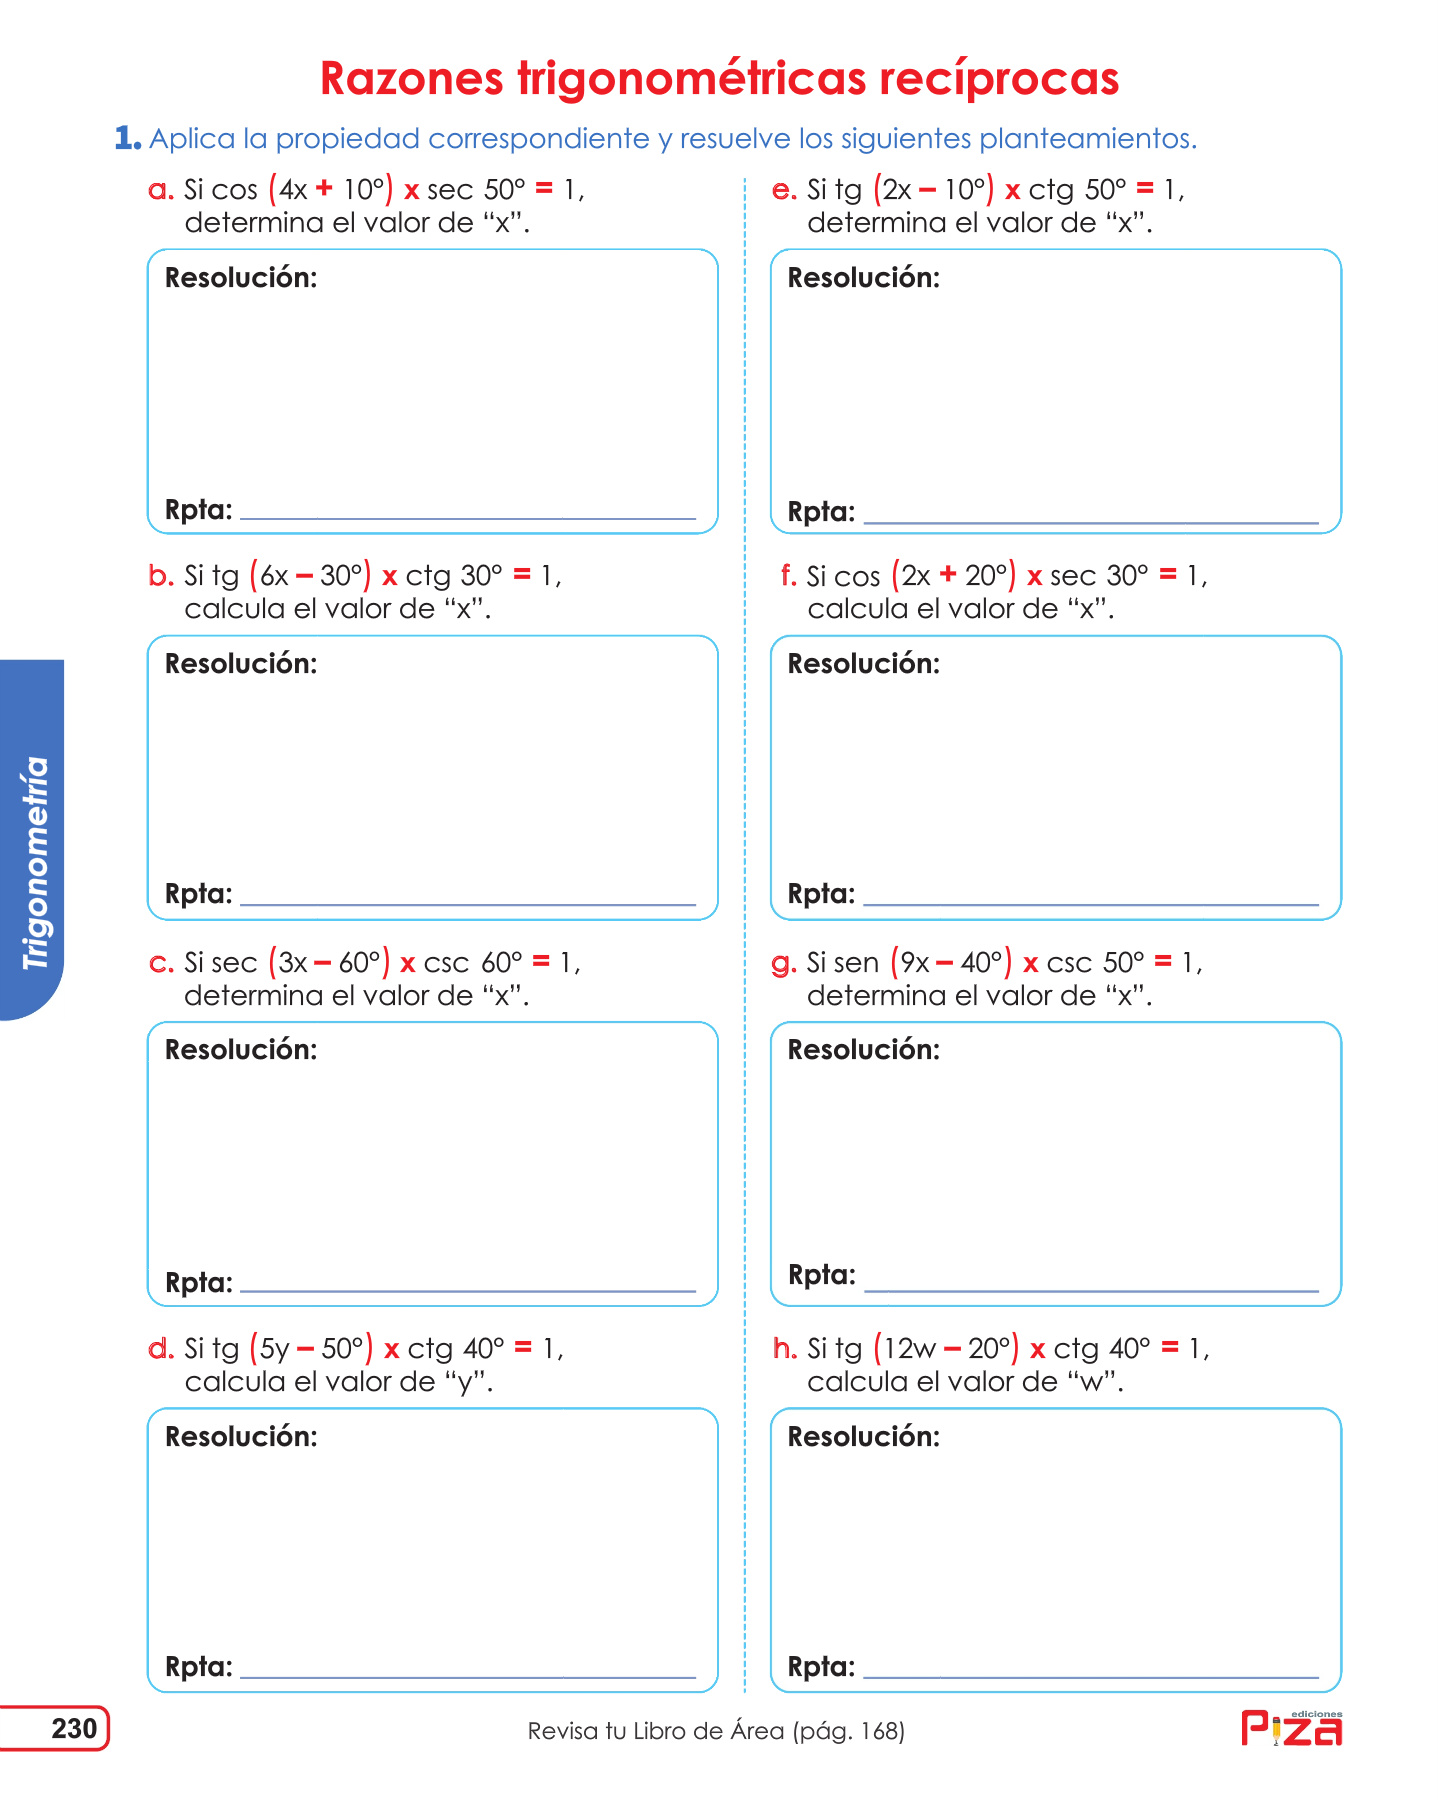 Razones trigonométricas recíprocas
1. Aplica la propiedad correspondiente y resuelve los siguientes planteamientos.
a. Si cos (4x + 10°) x sec 50° = 1,
determina el valor de “x”.
Resolución:
Rpta:
b. Si tg (6x – 30°) x ctg 30° = 1,
calcula el valor de “x”.
Resolución:
Rpta:
c. Si sec (3x – 60°) x csc 60° = 1,
determina el valor de “x”.
Resolución:
Rpta:
d. Si tg (5y – 50°) x ctg 40° = 1,
calcula el valor de “y”.
Resolución:
Rpta:
e. Si tg (2x – 10°) x ctg 50° = 1,
determina el valor de “x”.
Resolución:
Rpta:
f. Si cos (2x + 20°) x sec 30° = 1,
calcula el valor de “x”.
Resolución:
Rpta:
g. Si sen (9x – 40°) x csc 50° = 1,
determina el valor de “x”.
Resolución:
Rpta:
h. Si tg (12w – 20°) x ctg 40° = 1,
calcula el valor de “w”.
Resolución:
Rpta:
Trigonometría
230
Revisa tu Libro de Área (pág. 168)
ediciones
Piza